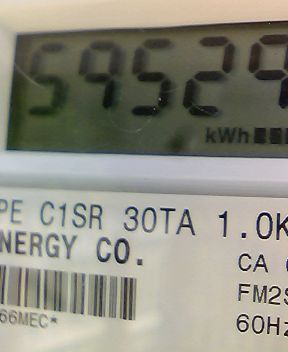 59529
kWh
PE C1SR 30TA 1.0K
NERGY CO.
CA
FM2S
66MEC*
60Hz